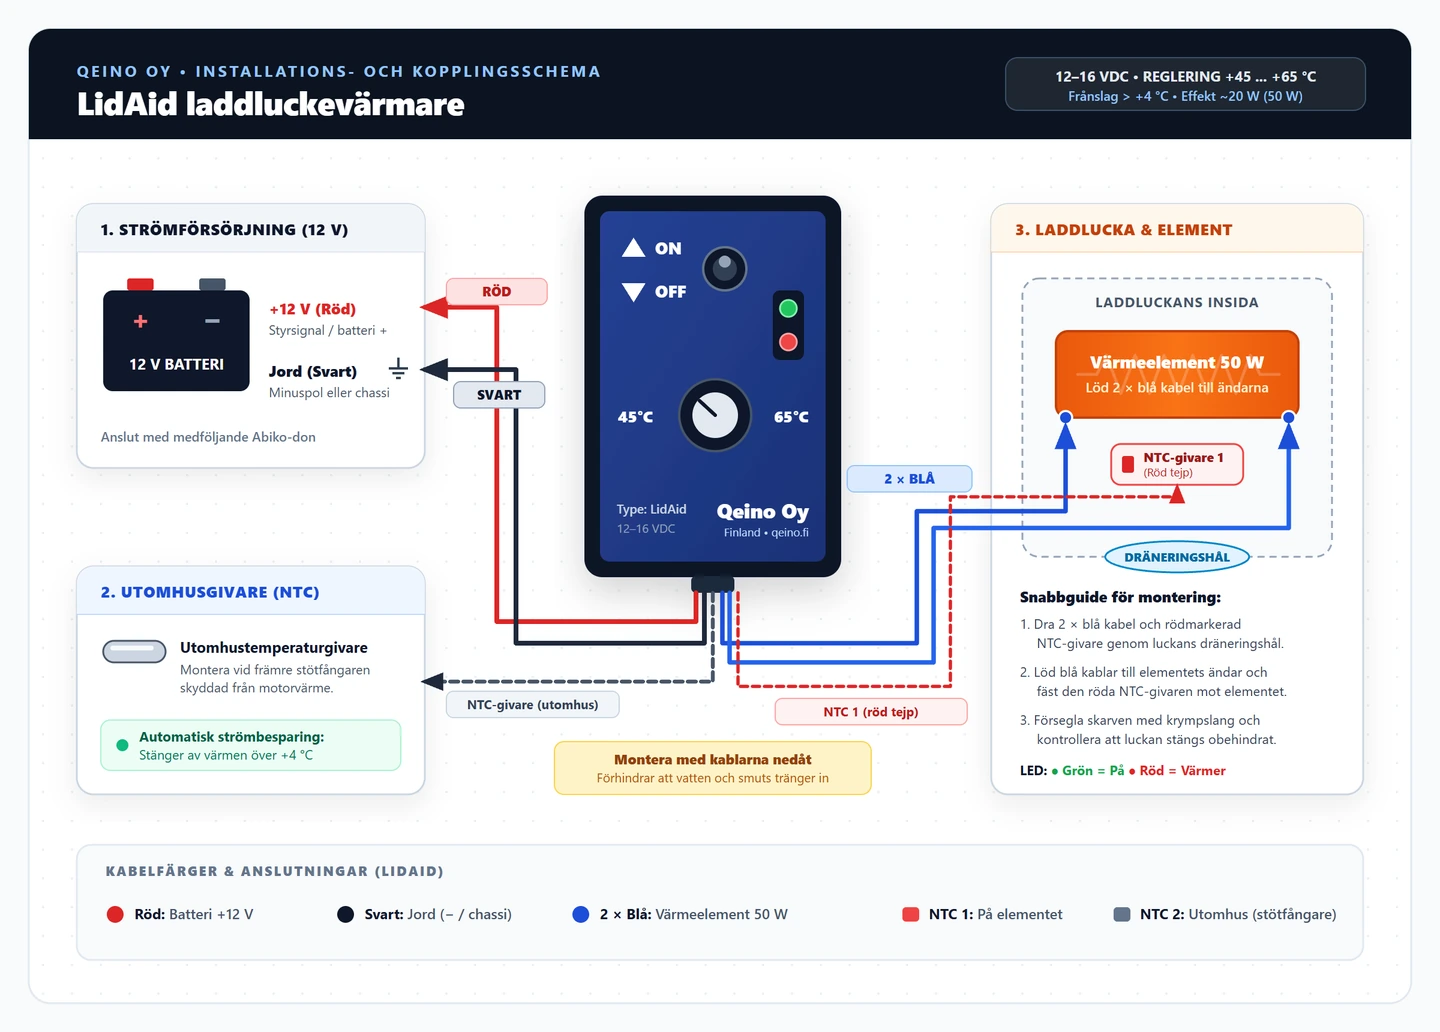 QEINO OY • INSTALLATIONS- OCH KOPPLINGSSCHEMA
LidAid laddluckevärmare
12–16 VDC • REGLERING +45 ... +65 °C
Frånslag > +4 °C • Effekt ~20 W (50 W)
1. STRÖMFÖRSÖRJNING (12 V)
+ −
12 V BATTERI
+12 V (Röd)
Styrsignal / batteri +
Jord (Svart)
Minuspol eller chassi
Anslut med medföljande Abiko-don
RÖD
SVART
ON
OFF
45°C
65°C
Type: LidAid
12–16 VDC
Qeino Oy
Finland • qeino.fi
2 × BLÅ
3. LADDLUCKA & ELEMENT
LADDLUCKANS INSIDA
Värmeelement 50 W
Löd 2 × blå kabel till ändarna
NTC-givare 1
(Röd tejp)
DRÄNERINGSHÅL
Snabbguide för montering:
1. Dra 2 × blå kabel och rödmarkerad
NTC-givare genom luckans dräneringshål.
2. Löd blå kablar till elementets ändar och
fäst den röda NTC-givaren mot elementet.
3. Försegla skarven med krympslang och
kontrollera att luckan stängs obehindrat.
LED: ● Grön = På ● Röd = Värmer
2. UTOMHUSGIVARE (NTC)
Utomhustemperaturgivare
Montera vid främre stötfångaren
skyddad från motorvärme.
Automatisk strömbesparing:
Stänger av värmen över +4 °C
NTC-givare (utomhus)
NTC 1 (röd tejp)
Montera med kablarna nedåt
Förhindrar att vatten och smuts tränger in
KABELFÄRGER & ANSLUTNINGAR (LIDAID)
Röd: Batteri +12 V
Svart: Jord (− / chassi)
2 × Blå: Värmeelement 50 W
NTC 1: På elementet
NTC 2: Utomhus (stötfångare)